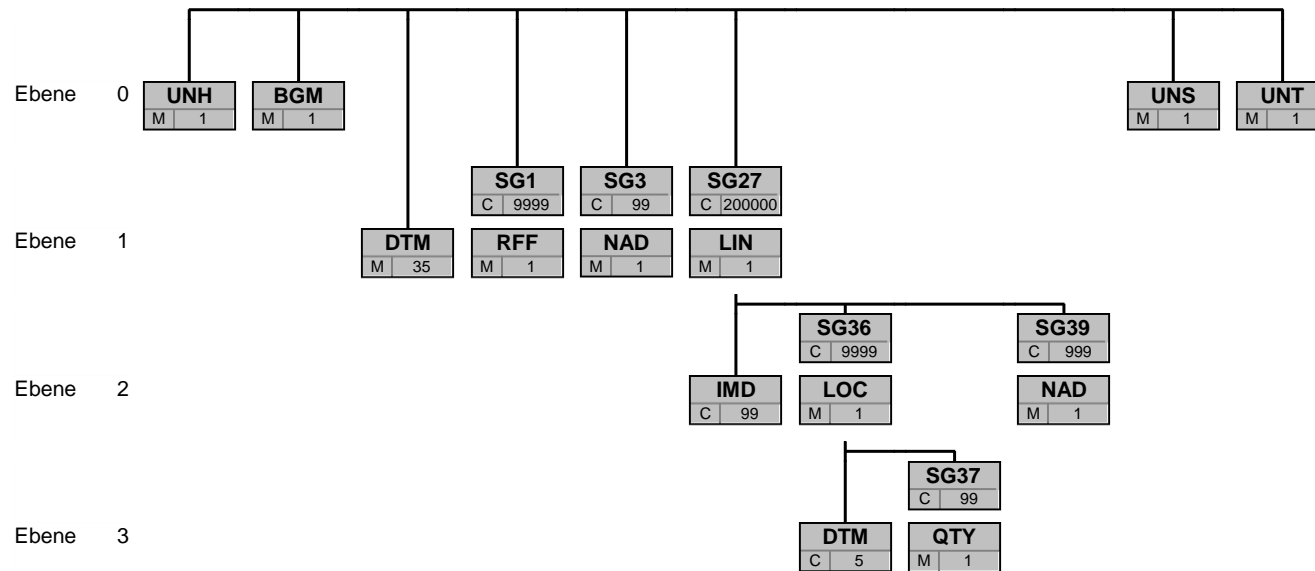 Ebene 0 UNH BGM UNS UNT
M 1 M 1 M 1 M 1
SG1 SG3 SG27
C 9999 C 99 C 200000
Ebene 1 DTM RFF NAD LIN
M 35 M 1 M 1 M 1
SG36 SG39
C 9999 C 999
Ebene 2 IMD LOC NAD
C 99 M 1 M 1
SG37
C 99
Ebene 3 DTM QTY
C 5 M 1